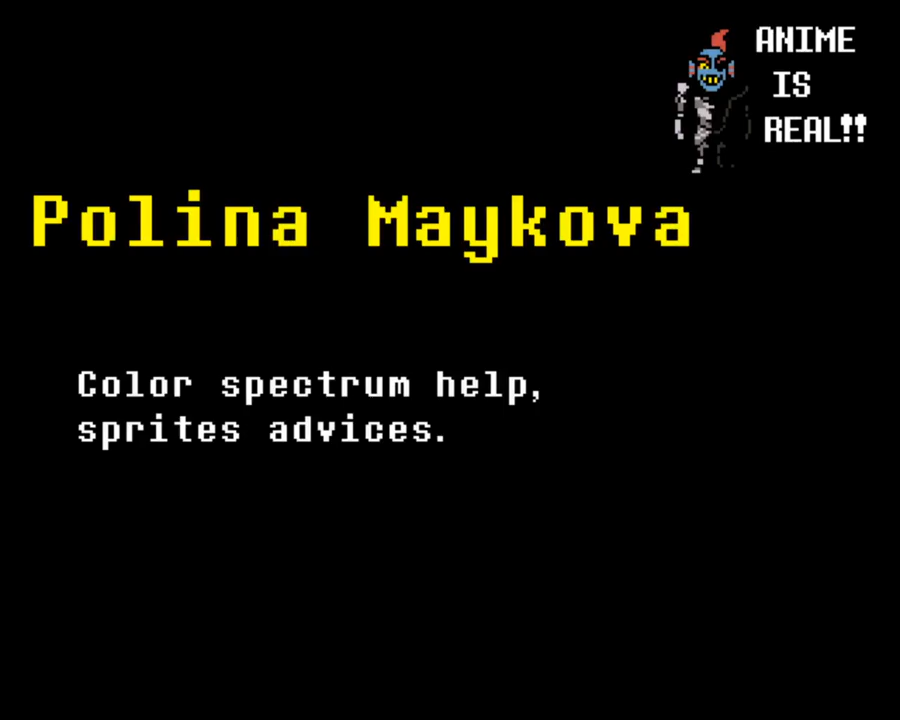 ANIME
IS
REAL!!
Polina Maykova
Color spectrum help,
sprites advices.